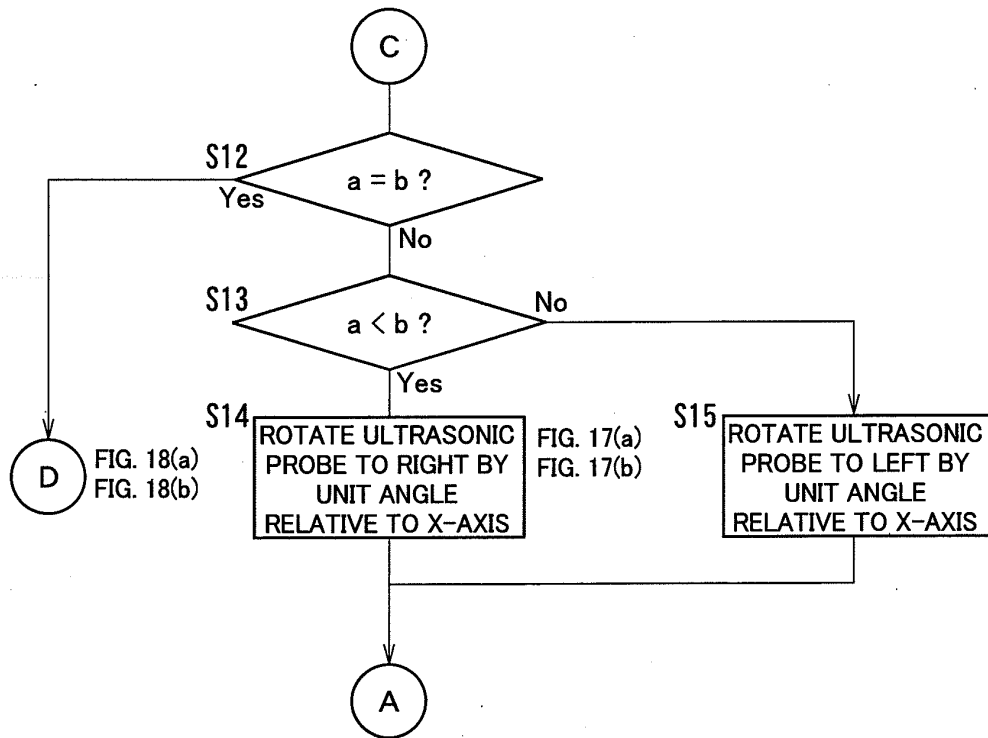 C
S12
a = b ?
Yes
No
S13
a < b ?
No
Yes
S14
ROTATE ULTRASONIC
PROBE TO RIGHT BY
UNIT ANGLE
RELATIVE TO X-AXIS
FIG. 17(a)
FIG. 17(b)
S15
ROTATE ULTRASONIC
PROBE TO LEFT BY
UNIT ANGLE
RELATIVE TO X-AXIS
D
FIG. 18(a)
FIG. 18(b)
A